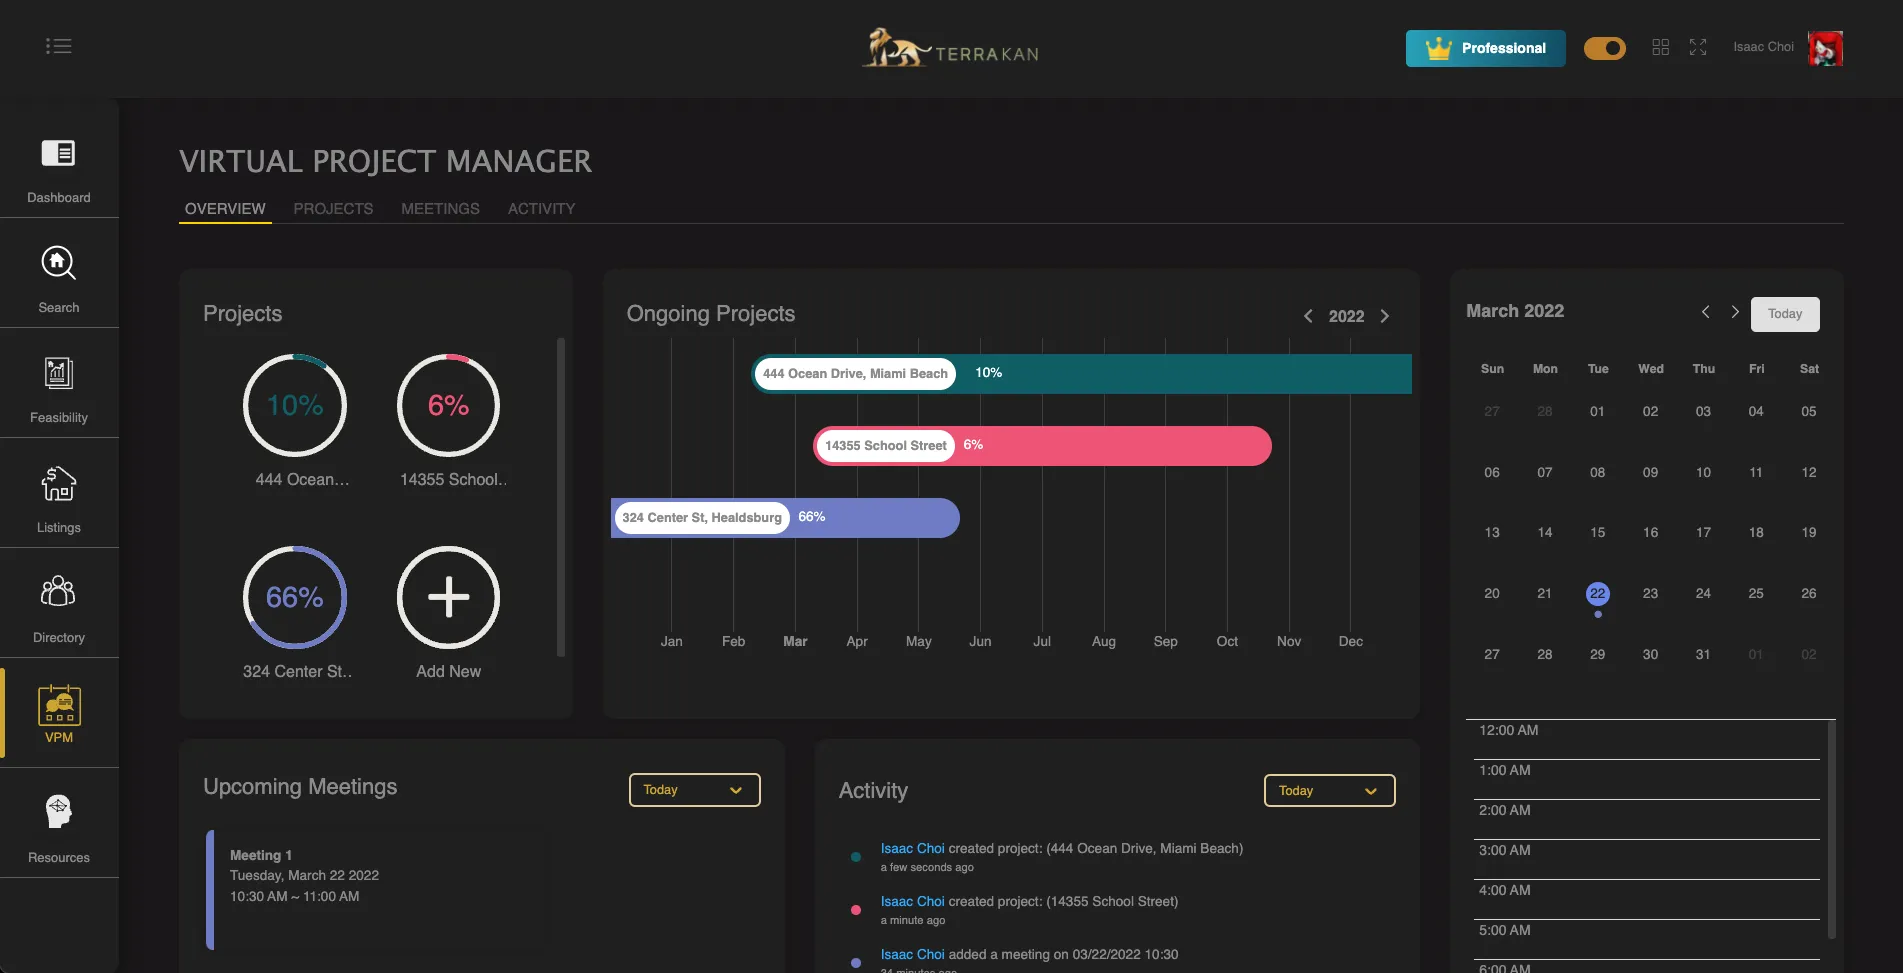 TERRAKAN
Professional
Isaac Choi
Dashboard
Search
Feasibility
Listings
Directory
VPM
Resources
VIRTUAL PROJECT MANAGER
OVERVIEW PROJECTS MEETINGS ACTIVITY
Projects
10% 6%
444 Ocean... 14355 School..
66%
324 Center St.. Add New
Ongoing Projects
2022
444 Ocean Drive, Miami Beach 10%
14355 School Street 6%
324 Center St, Healdsburg 66%
Jan Feb Mar Apr May Jun Jul Aug Sep Oct Nov Dec
March 2022
Today
Sun Mon Tue Wed Thu Fri Sat
27 28 01 02 03 04 05
06 07 08 09 10 11 12
13 14 15 16 17 18 19
20 21 22 23 24 25 26
27 28 29 30 31 01 02
12:00 AM
1:00 AM
2:00 AM
3:00 AM
4:00 AM
5:00 AM
6:00 AM
Upcoming Meetings
Today
Meeting 1
Tuesday, March 22 2022
10:30 AM ~ 11:00 AM
Activity
Today
Isaac Choi created project: (444 Ocean Drive, Miami Beach)
a few seconds ago
Isaac Choi created project: (14355 School Street)
a minute ago
Isaac Choi added a meeting on 03/22/2022 10:30
minutes ago